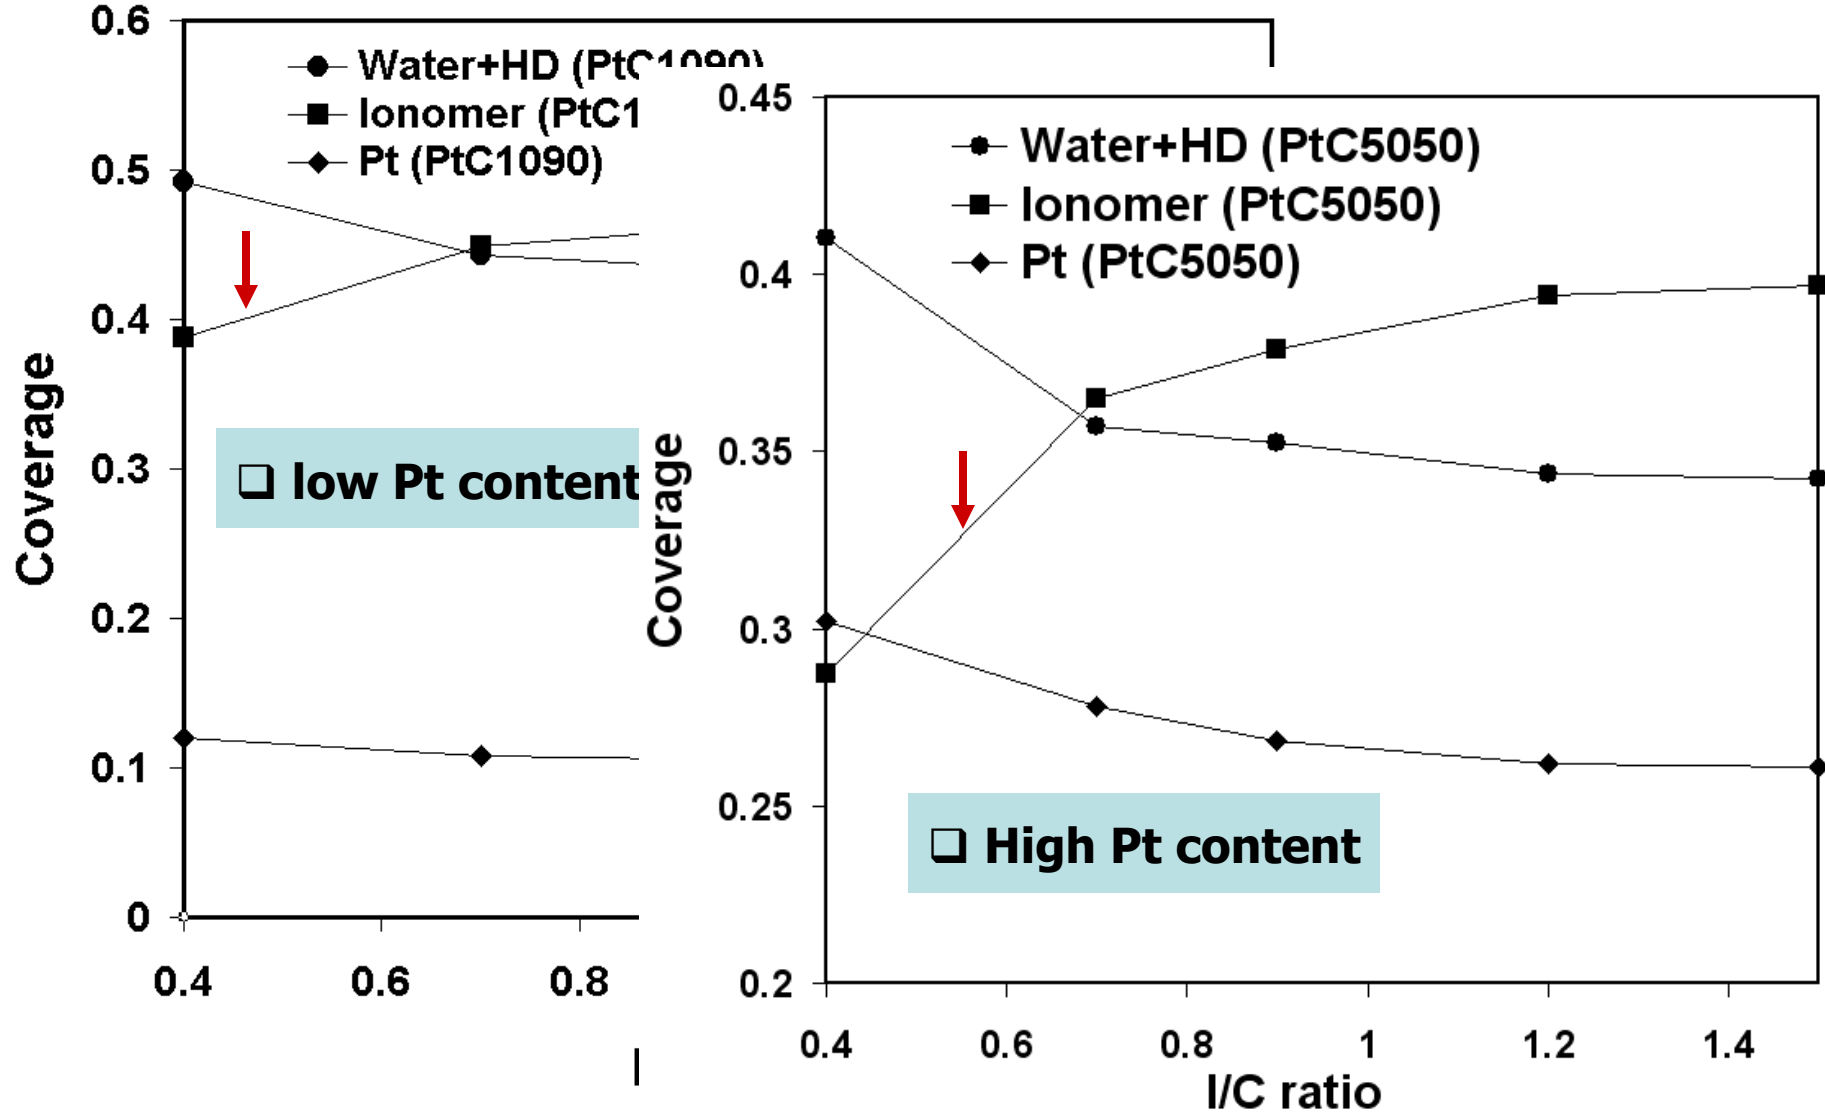 0.6
0.5
0.4
0.3
0.2
0.1
0
Coverage
Water+HD (PtC1090)
Ionomer (PtC1
Pt (PtC1090)
low Pt content
0.4 0.6 0.8
0.45
0.4
0.35
0.3
0.25
0.2
Coverage
Water+HD (PtC5050)
Ionomer (PtC5050)
Pt (PtC5050)
High Pt content
0.4 0.6 0.8 1 1.2 1.4
I/C ratio